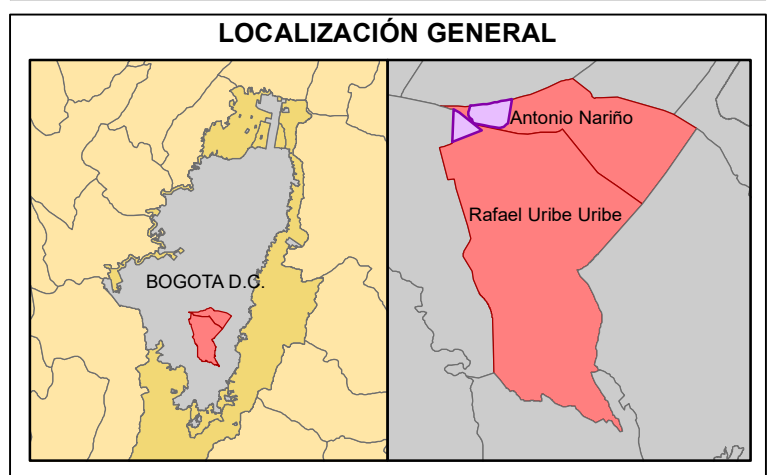 LOCALIZACIÓN GENERAL
BOGOTA D.C.
Antonio Nariño
Rafael Uribe Uribe